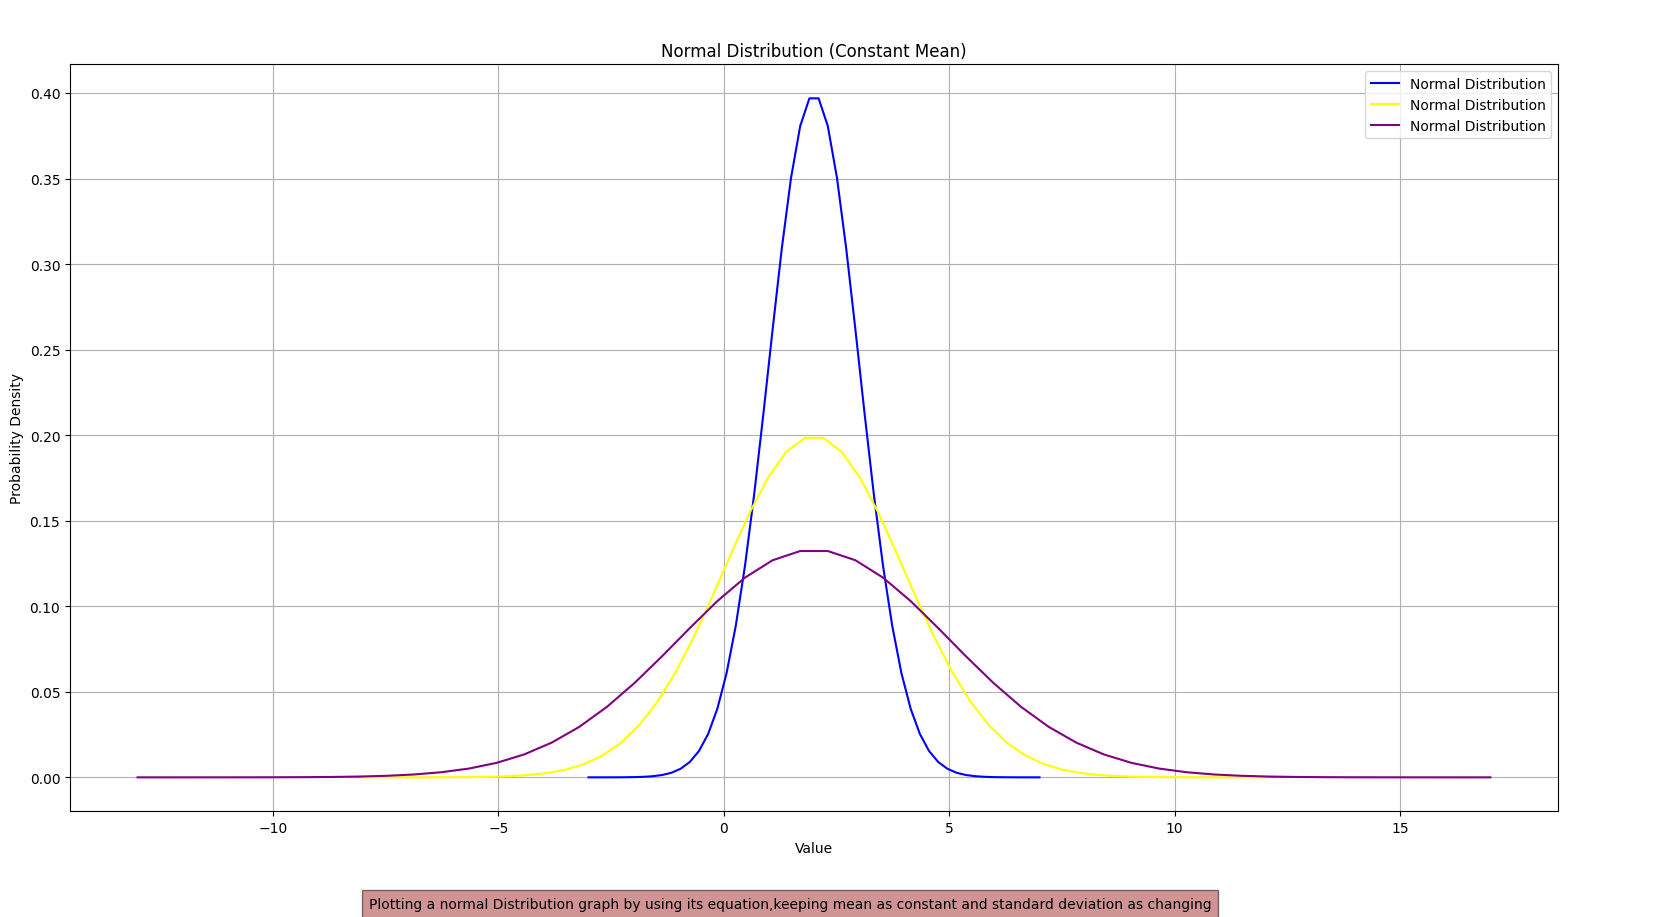 Normal Distribution (Constant Mean)
Normal Distribution
Normal Distribution
Normal Distribution
0.40
0.35
0.30
0.25
0.20
0.15
0.10
0.05
0.00
Probability Density
−10
−5
0
5
10
15
Value
Plotting a normal Distribution graph by using its equation,keeping mean as constant and standard deviation as changing